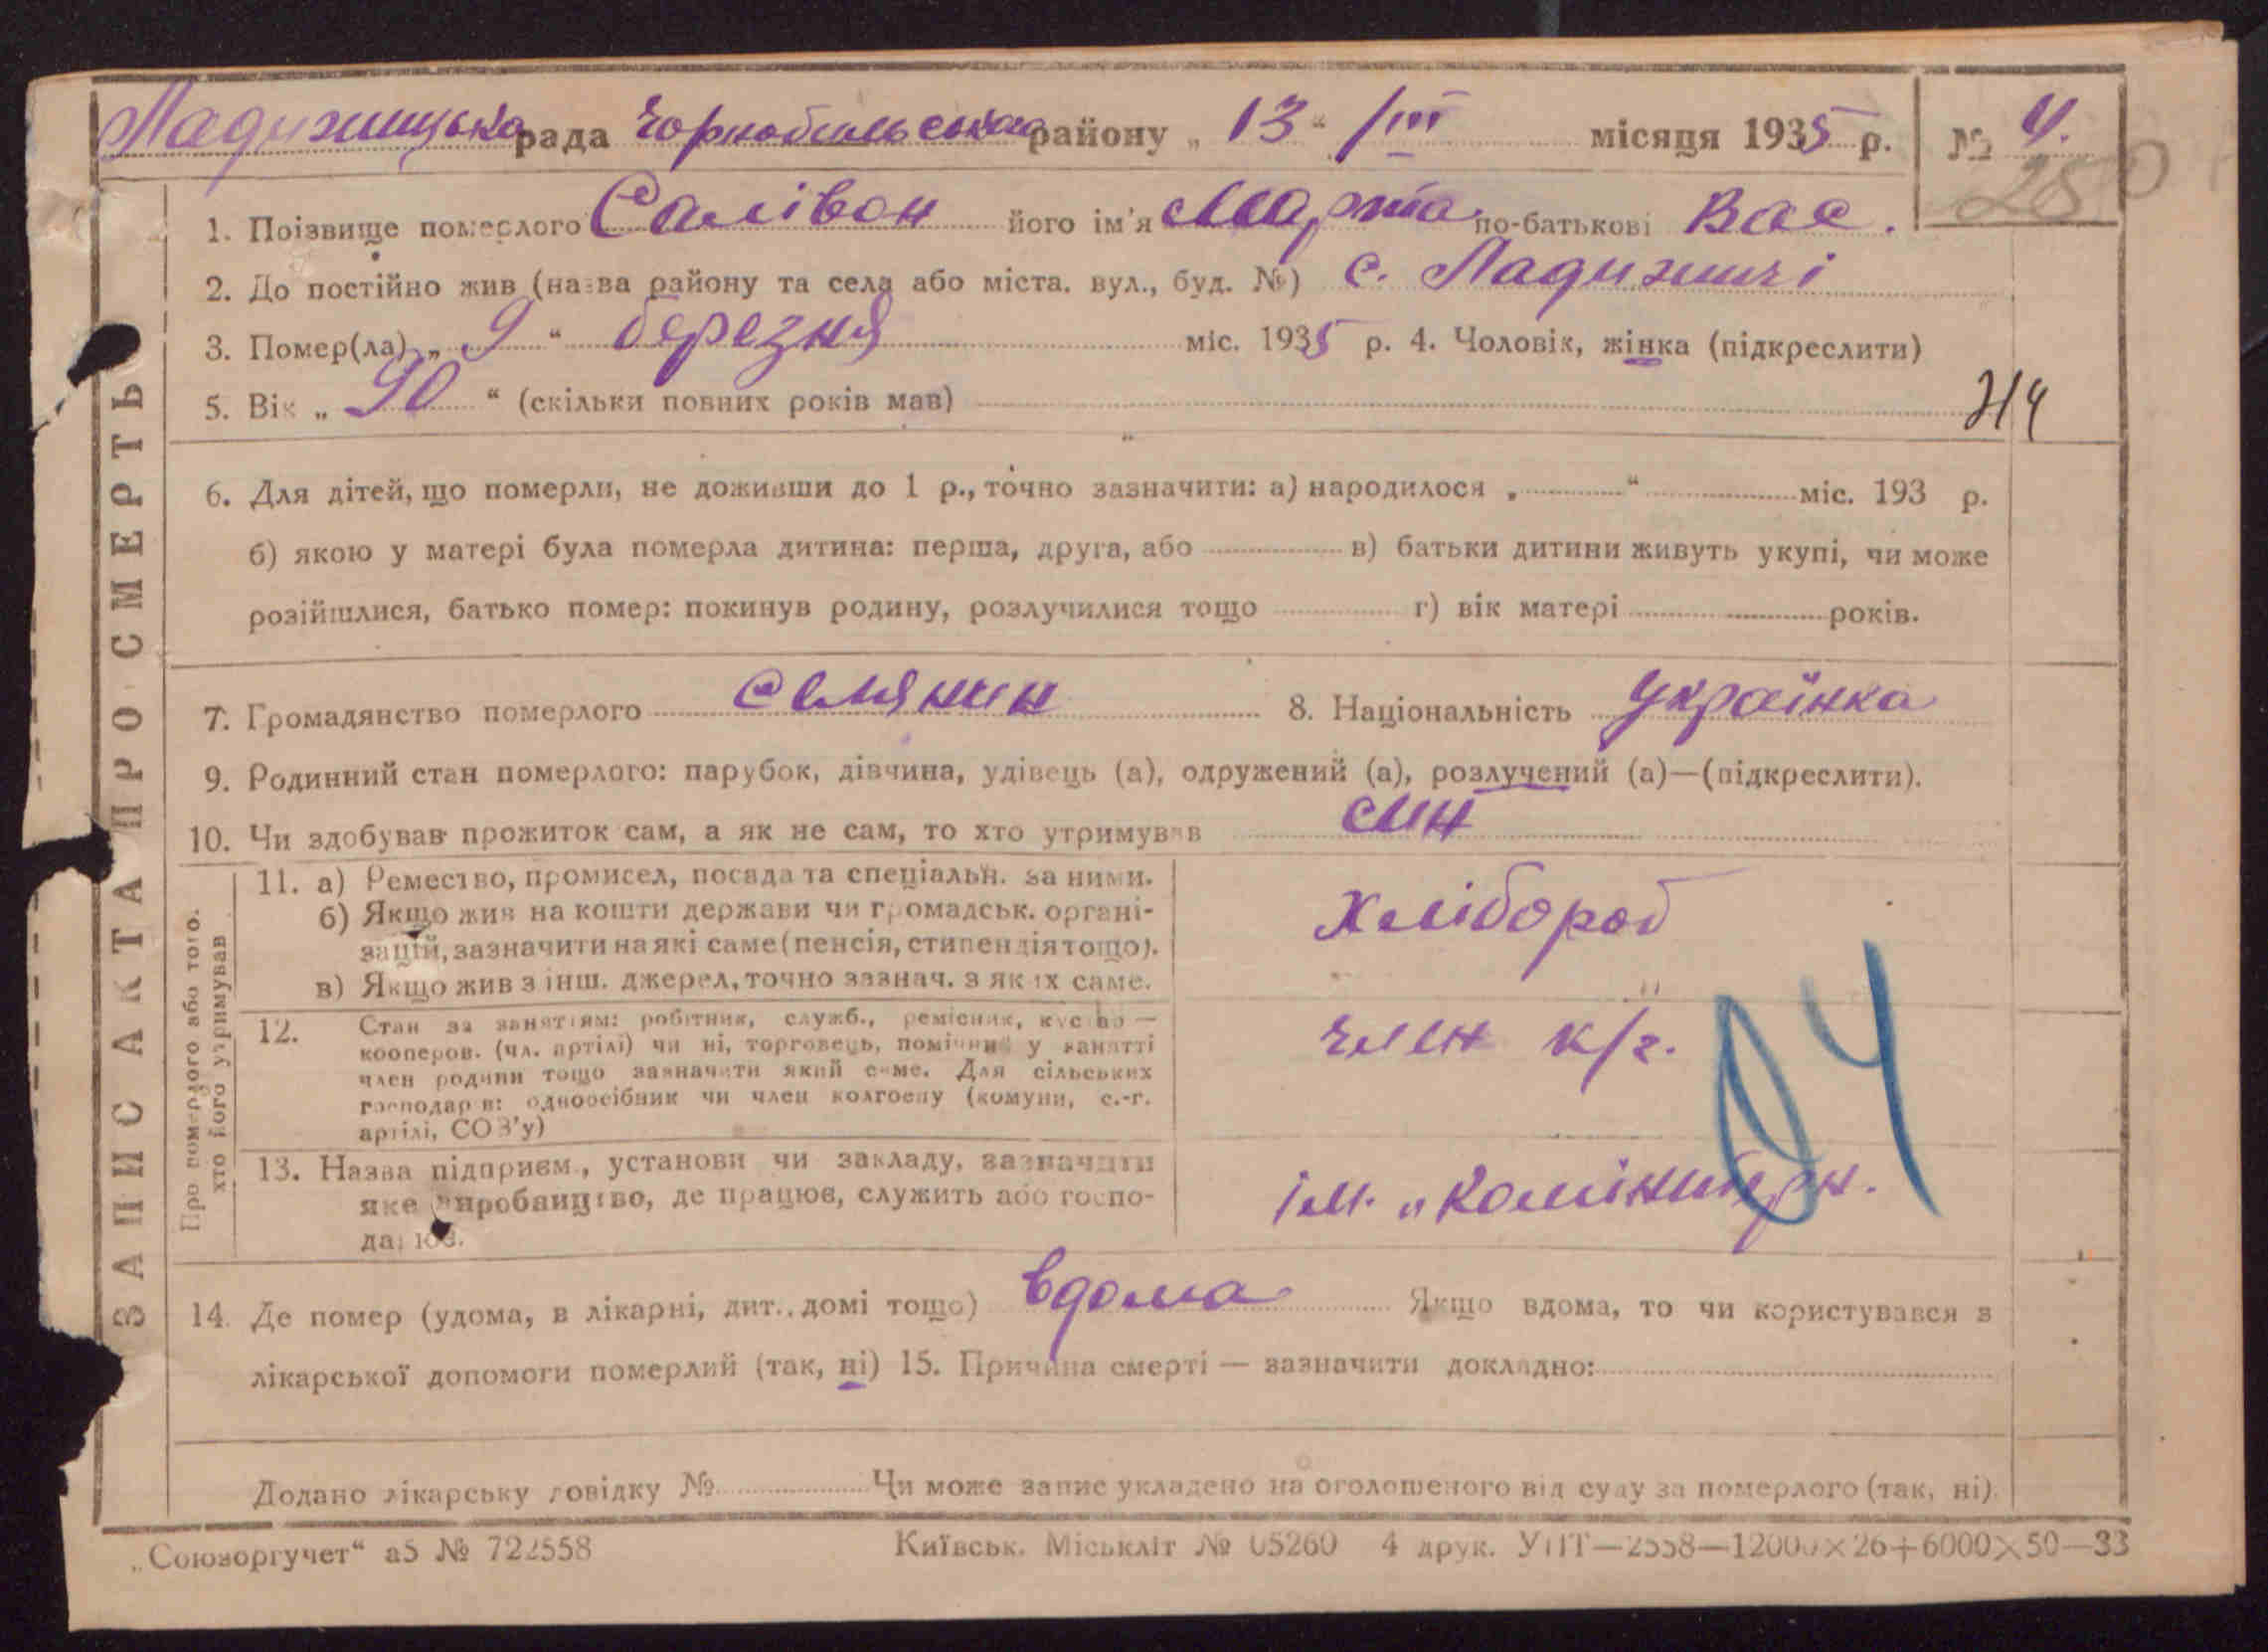 Ладижицька рада Чорнобильського району „ 13 “ /III місяця 1935 р. № 4.
250
1. Поізвище померлого Салівон його ім'я Марта по-батькові Вас.
2. До постійно жив (назва району та села або міста. вул., буд. №) с. Ладижичі
3. Помер(ла) „ 9 “ березня міс. 1935 р. 4. Чоловік, жінка (підкреслити)
5. Вік „ 90 “ (скільки повних років мав)
6. Для дітей, що померли, не доживши до 1 р., точно зазначити: а) народилося „ “ міс. 193 р.
б) якою у матері була померла дитина: перша, друга, або в) батьки дитини живуть укупі, чи може
розійшлися, батько помер: покинув родину, розлучилися тощо г) вік матері років.
7. Громадянство померлого селянин 8. Національність Українка
9. Родинний стан померлого: парубок, дівчина, удівець (а), одружений (а), розлучений (а)—(підкреслити).
10. Чи здобував прожиток сам, а як не сам, то хто утримував син
ЗАПИС АКТА ПРО СМЕРТЬ
Про померлого або того.
хто його утримував
11. а) Ремество, промисел, посада та спеціальн. за ними.
б) Якщо жив на кошти держави чи громадськ. органі-
зацій, зазначити на які саме (пенсія, стипендія тощо).
в) Якщо жив з інш. джерел, точно зазнач. з яких саме.
Хлібороб
12. Стан за заняттям: робітник, служб., ремісник, кустар —
кооперов. (чл. артілі) чи ні, торговець, помічний у занятті
член родини тощо зазначити який саме. Для сільських
господарів: одноосібник чи член колгоспу (комуни, с.-г.
артілі, СОЗ'у)
член к/г.
04
13. Назва підприєм., установи чи закладу, зазначити
яке виробництво, де працює, служить або госпо-
дарює.
ім. „Комінтерн.
14. Де помер (удома, в лікарні, дит. домі тощо) вдома Якщо вдома, то чи користувався з
лікарської допомоги померлий (так, ні) 15. Причина смерті — зазначити докладно:
Додано лікарську довідку № Чи може запис укладено на оголошеного від суду за померлого (так, ні).
„Союзоргучет“ а5 № 722558 Київськ. Міськліт № 05260 4 друк. УПТ—2558—12000×26+6000×50—33